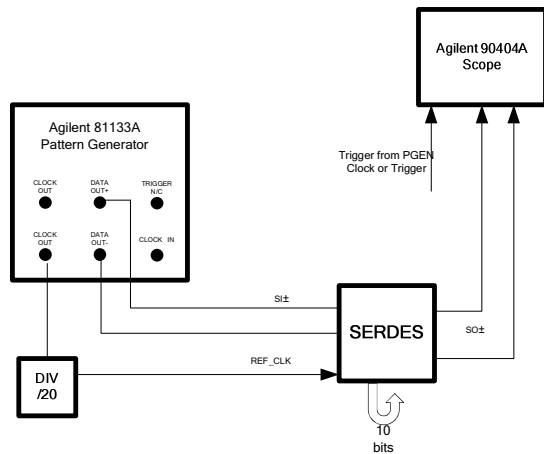 Agilent 90404A
Scope
Agilent 81133A
Pattern Generator
Trigger from PGEN
Clock or Trigger
CLOCK
OUT
DATA
OUT+
TRIGGER
N/C
CLOCK
OUT
DATA
OUT-
CLOCK IN
SI±
SERDES
SO±
REF_CLK
DIV
/20
10
bits